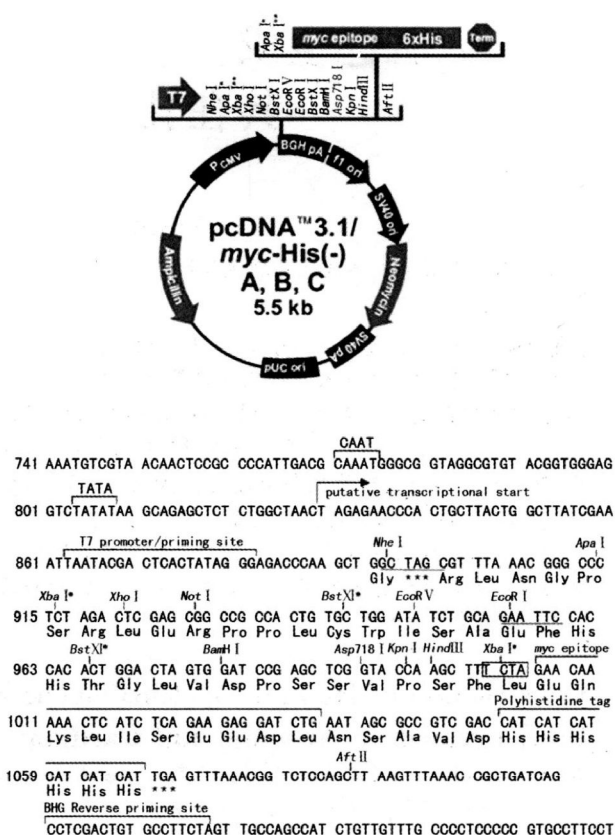 Apa I*
Xba I**
myc epitope 6xHis Term
T7
Nhe I
Apa I*
Xba I**
Xho I
Not I
BstX I
EcoR V
EcoR I
BstX I
BamH I
Asp718 I
Kpn I
HindIII
Aft II
PCMV BGH pA f1 ori
SV40 ori
Ampicillin Neomycin
pcDNA™3.1/
myc-His(-)
A, B, C
5.5 kb
pUC ori SV40 pA
CAAT
741 AAATGTCGTA ACAACTCCGC CCCATTGACG CAAATGGGCG GTAGGCGTGT ACGGTGGGAG
TATA putative transcriptional start
801 GTCTATATAA GCAGAGCTCT CTGGCTAACT AGAGAACCCA CTGCTTACTG GCTTATCGAA
T7 promoter/priming site Nhe I Apa I
861 ATTAATACGA CTCACTATAG GGAGACCCAA GCT GGCTAG CGT TTA AAC GGG CCC
Gly *** Arg Leu Asn Gly Pro
Xba I* Xho I Not I BstXI* EcoR V EcoR I
915 TCT AGA CTC GAG CGG CCG CCA CTG TGC TGG ATA TCT GCA GAA TTC CAC
Ser Arg Leu Glu Arg Pro Pro Leu Cys Trp Ile Ser Ala Glu Phe His
BstXI* BamH I Asp718 I Kpn I HindIII Xba I* myc epitope
963 CAC ACT GGA CTA GTG GAT CCG AGC TCG GTA CCA AGC TTT CTA GAA CAA
His Thr Gly Leu Val Asp Pro Ser Ser Val Pro Ser Phe Leu Glu Gln
Polyhistidine tag
1011 AAA CTC ATC TCA GAA GAG GAT CTG AAT AGC GCC GTC GAC CAT CAT CAT
Lys Leu Ile Ser Glu Glu Asp Leu Asn Ser Ala Val Asp His His His
Aft II
1059 CAT CAT CAT TGA GTTTAAACGG TCTCCAGCTT AAGTTTAAAC CGCTGATCAG
His His His ***
BHG Reverse priming site
CCTCGACTGT GCCTTCTAGT TGCCAGCCAT CTGTTGTTTG CCCCTCCCCC GTGCCTTCCT